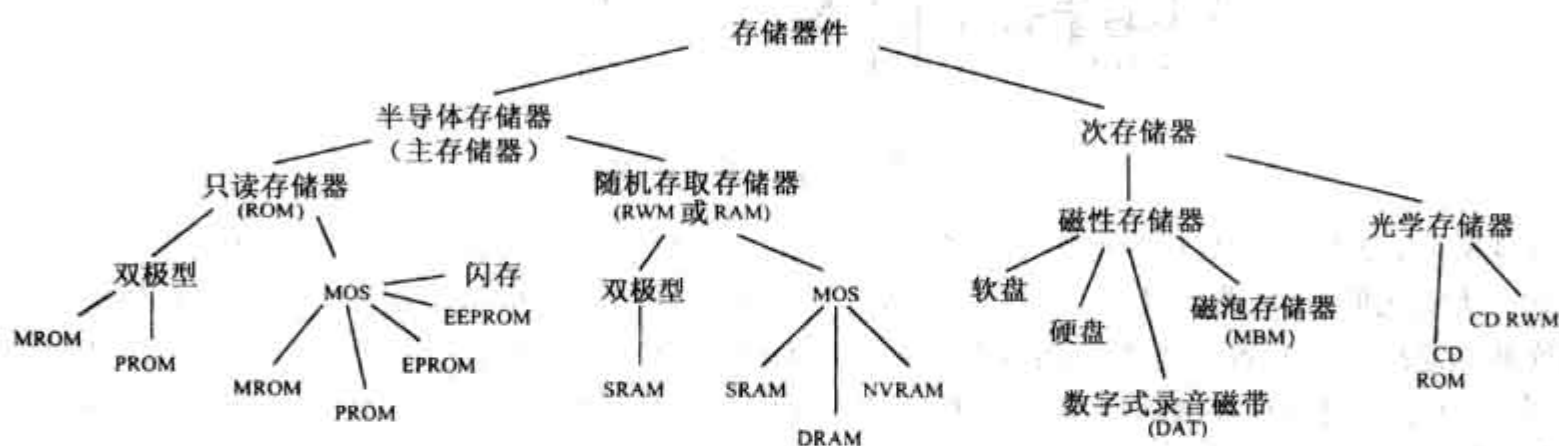 存储器件
半导体存储器
（主存储器）
次存储器
只读存储器
(ROM)
随机存取存储器
(RWM 或 RAM)
磁性存储器
光学存储器
双极型
MOS
闪存
EEPROM
EPROM
MROM
PROM
MROM
PROM
双极型
SRAM
MOS
SRAM
DRAM
NVRAM
软盘
硬盘
数字式录音磁带
(DAT)
磁泡存储器
(MBM)
CD
ROM
CD RWM